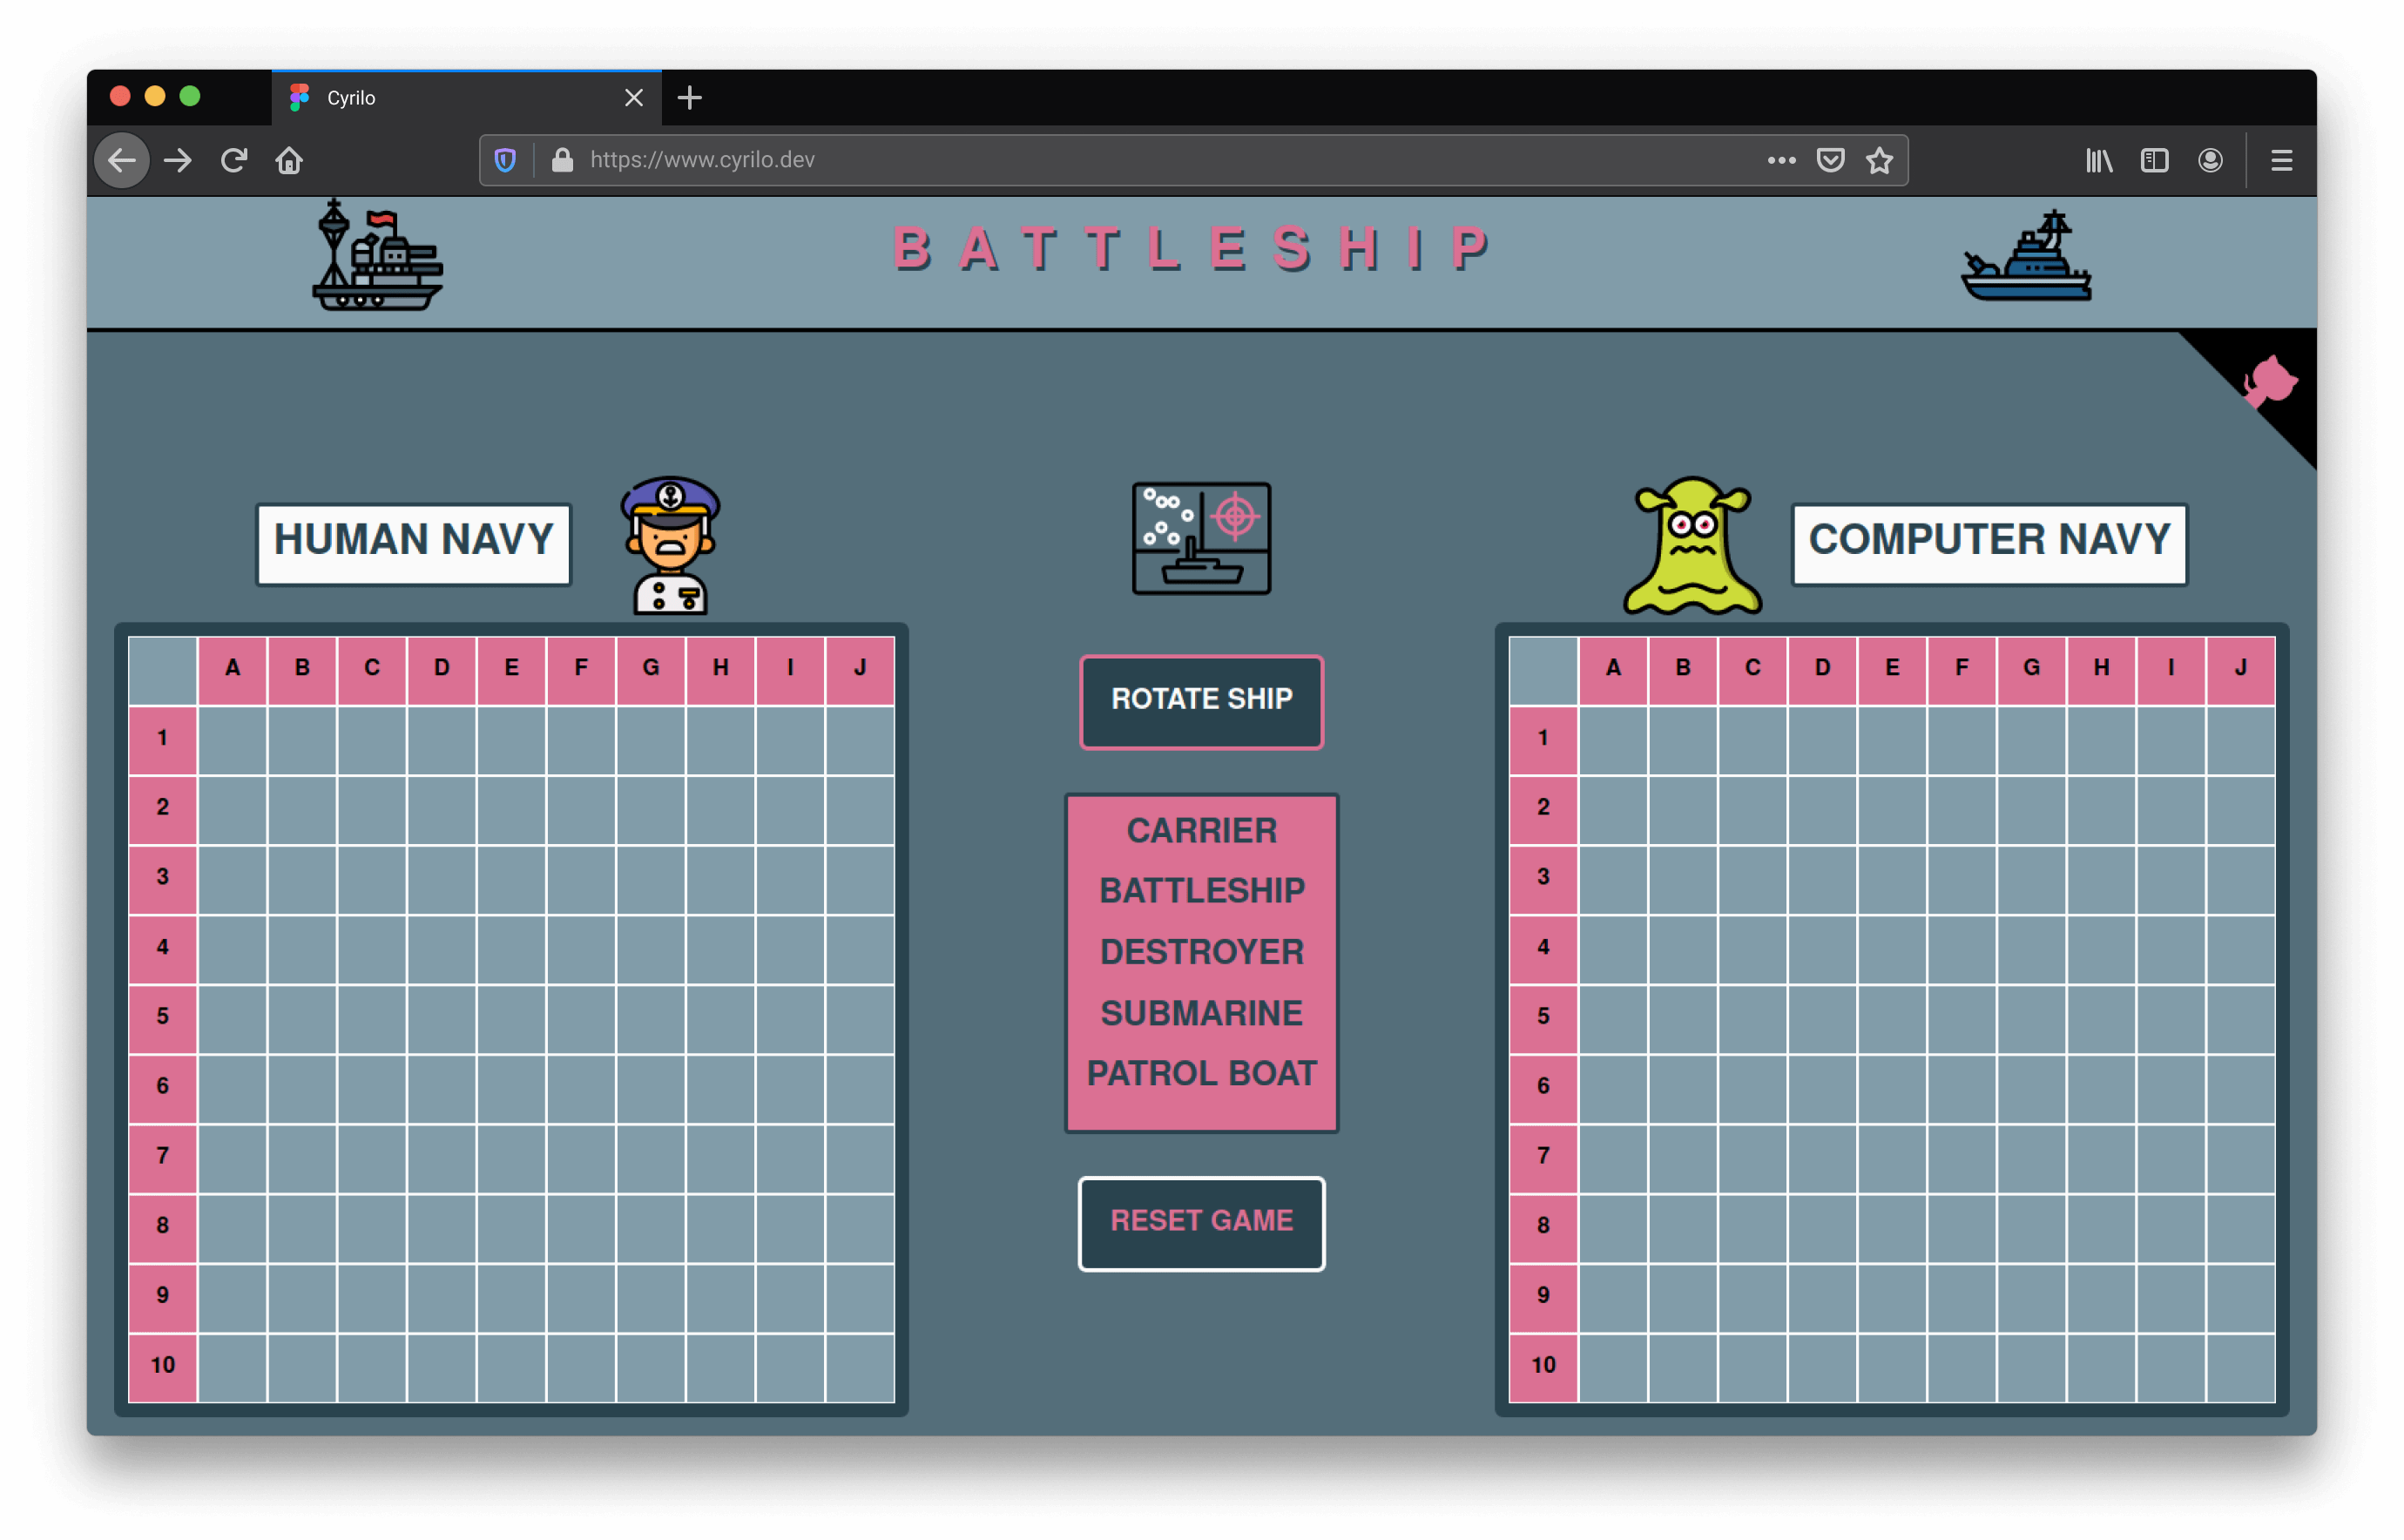 Cyrilo
https://www.cyrilo.dev
BATTLESHIP
HUMAN NAVY
COMPUTER NAVY
A B C D E F G H I J
1
2
3
4
5
6
7
8
9
10
ROTATE SHIP
CARRIER
BATTLESHIP
DESTROYER
SUBMARINE
PATROL BOAT
RESET GAME
A B C D E F G H I J
1
2
3
4
5
6
7
8
9
10